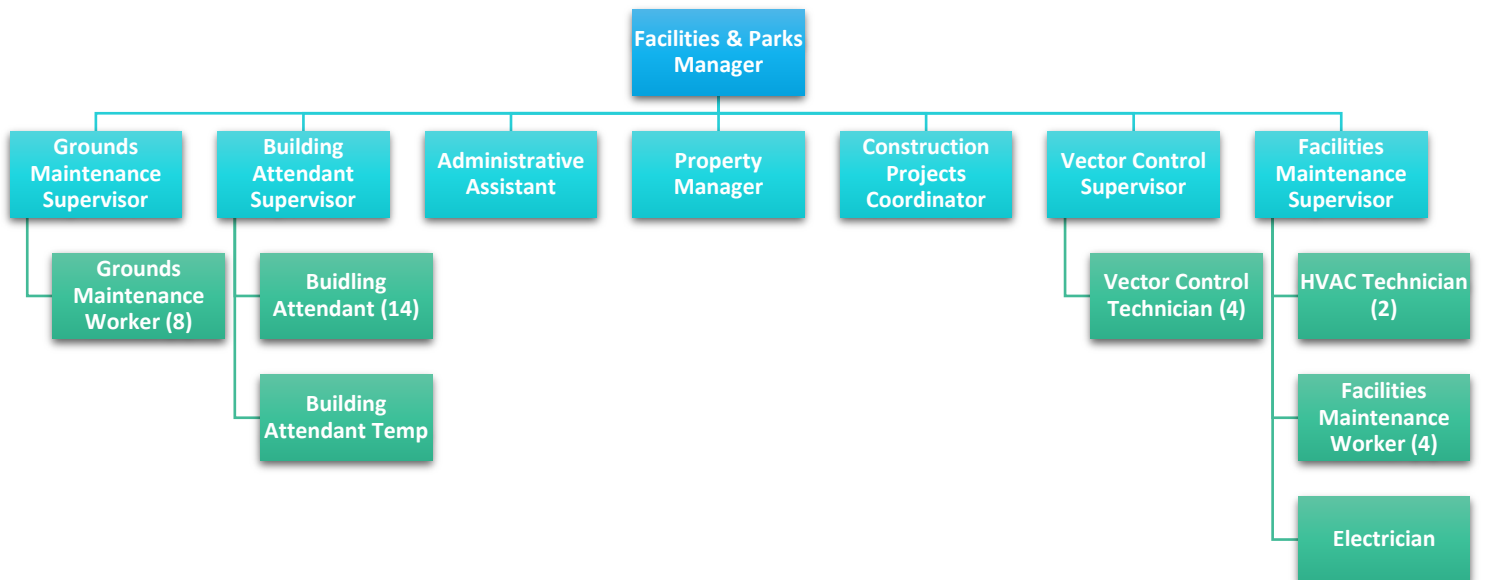 Facilities & Parks
Manager
Grounds
Maintenance
Supervisor
Building
Attendant
Supervisor
Administrative
Assistant
Property
Manager
Construction
Projects
Coordinator
Vector Control
Supervisor
Facilities
Maintenance
Supervisor
Grounds
Maintenance
Worker (8)
Buidling
Attendant (14)
Building
Attendant Temp
Vector Control
Technician (4)
HVAC Technician
(2)
Facilities
Maintenance
Worker (4)
Electrician